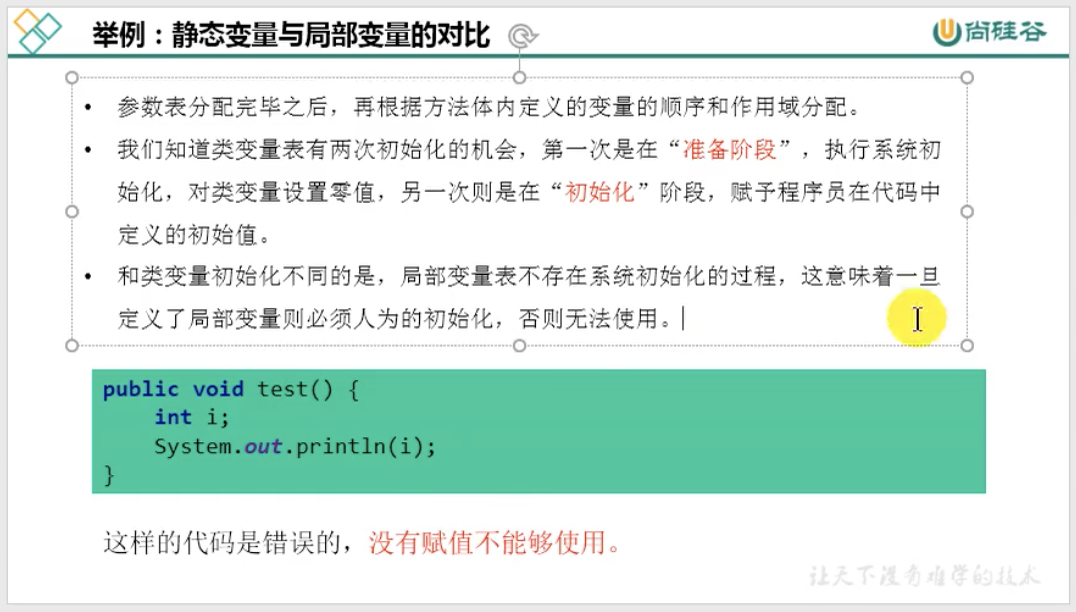 举例：静态变量与局部变量的对比
尚硅谷
• 参数表分配完毕之后，再根据方法体内定义的变量的顺序和作用域分配。
• 我们知道类变量表有两次初始化的机会，第一次是在“准备阶段”，执行系统初
始化，对类变量设置零值，另一次则是在“初始化”阶段，赋予程序员在代码中
定义的初始值。
• 和类变量初始化不同的是，局部变量表不存在系统初始化的过程，这意味着一旦
定义了局部变量则必须人为的初始化，否则无法使用。
public void test() {
    int i;
    System.out.println(i);
}
这样的代码是错误的，没有赋值不能够使用。
让天下没有难学的技术